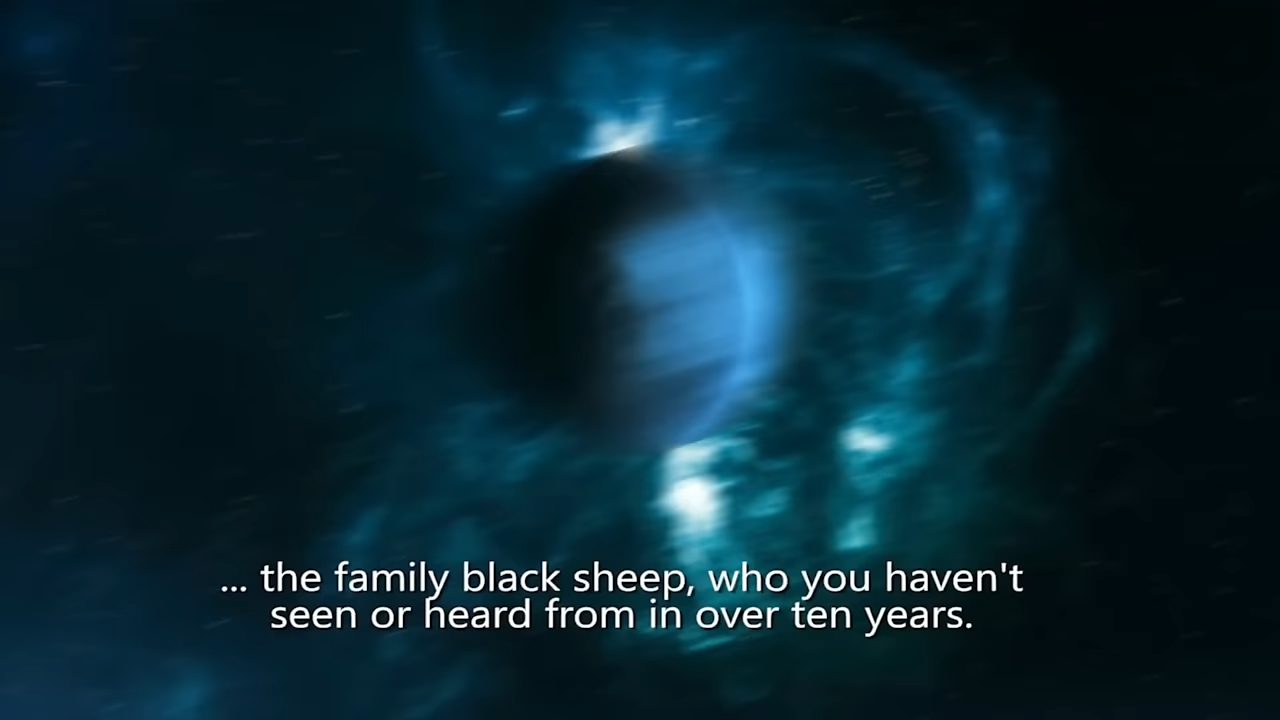 ... the family black sheep, who you haven't
seen or heard from in over ten years.